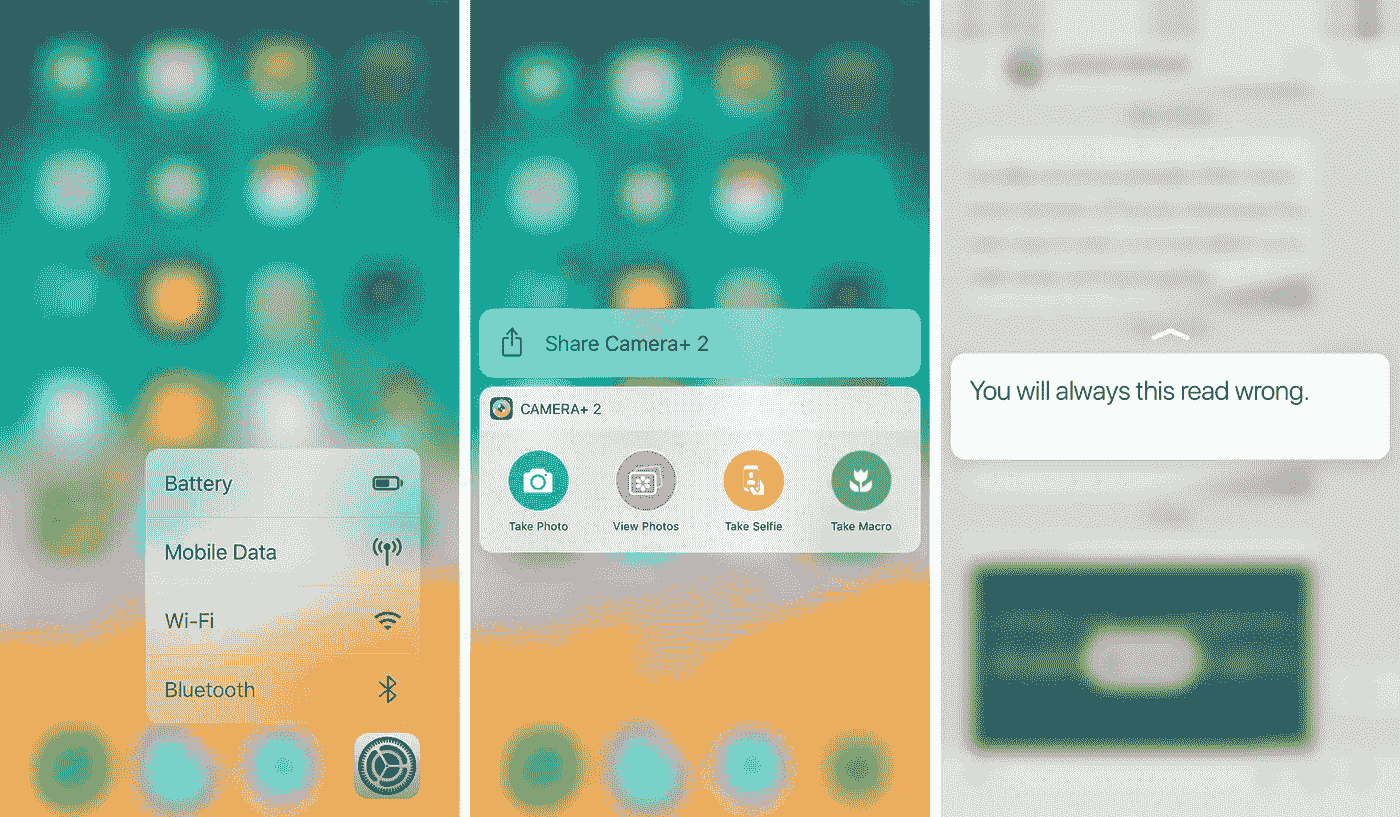 Battery
Mobile Data
Wi-Fi
Bluetooth
Share Camera+ 2
CAMERA+ 2
Take Photo
View Photos
Take Selfie
Take Macro
You will always this read wrong.